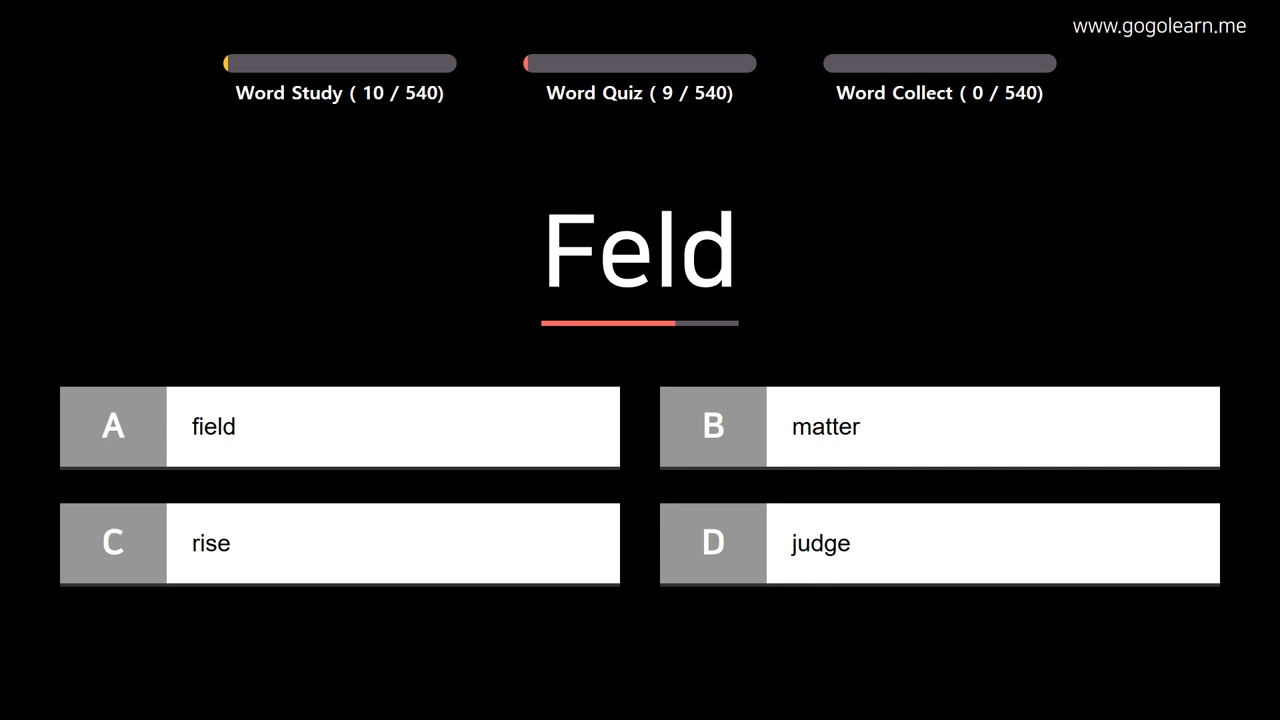 www.gogolearn.me
Word Study ( 10 / 540)
Word Quiz ( 9 / 540)
Word Collect ( 0 / 540)
Feld
A field
B matter
C rise
D judge